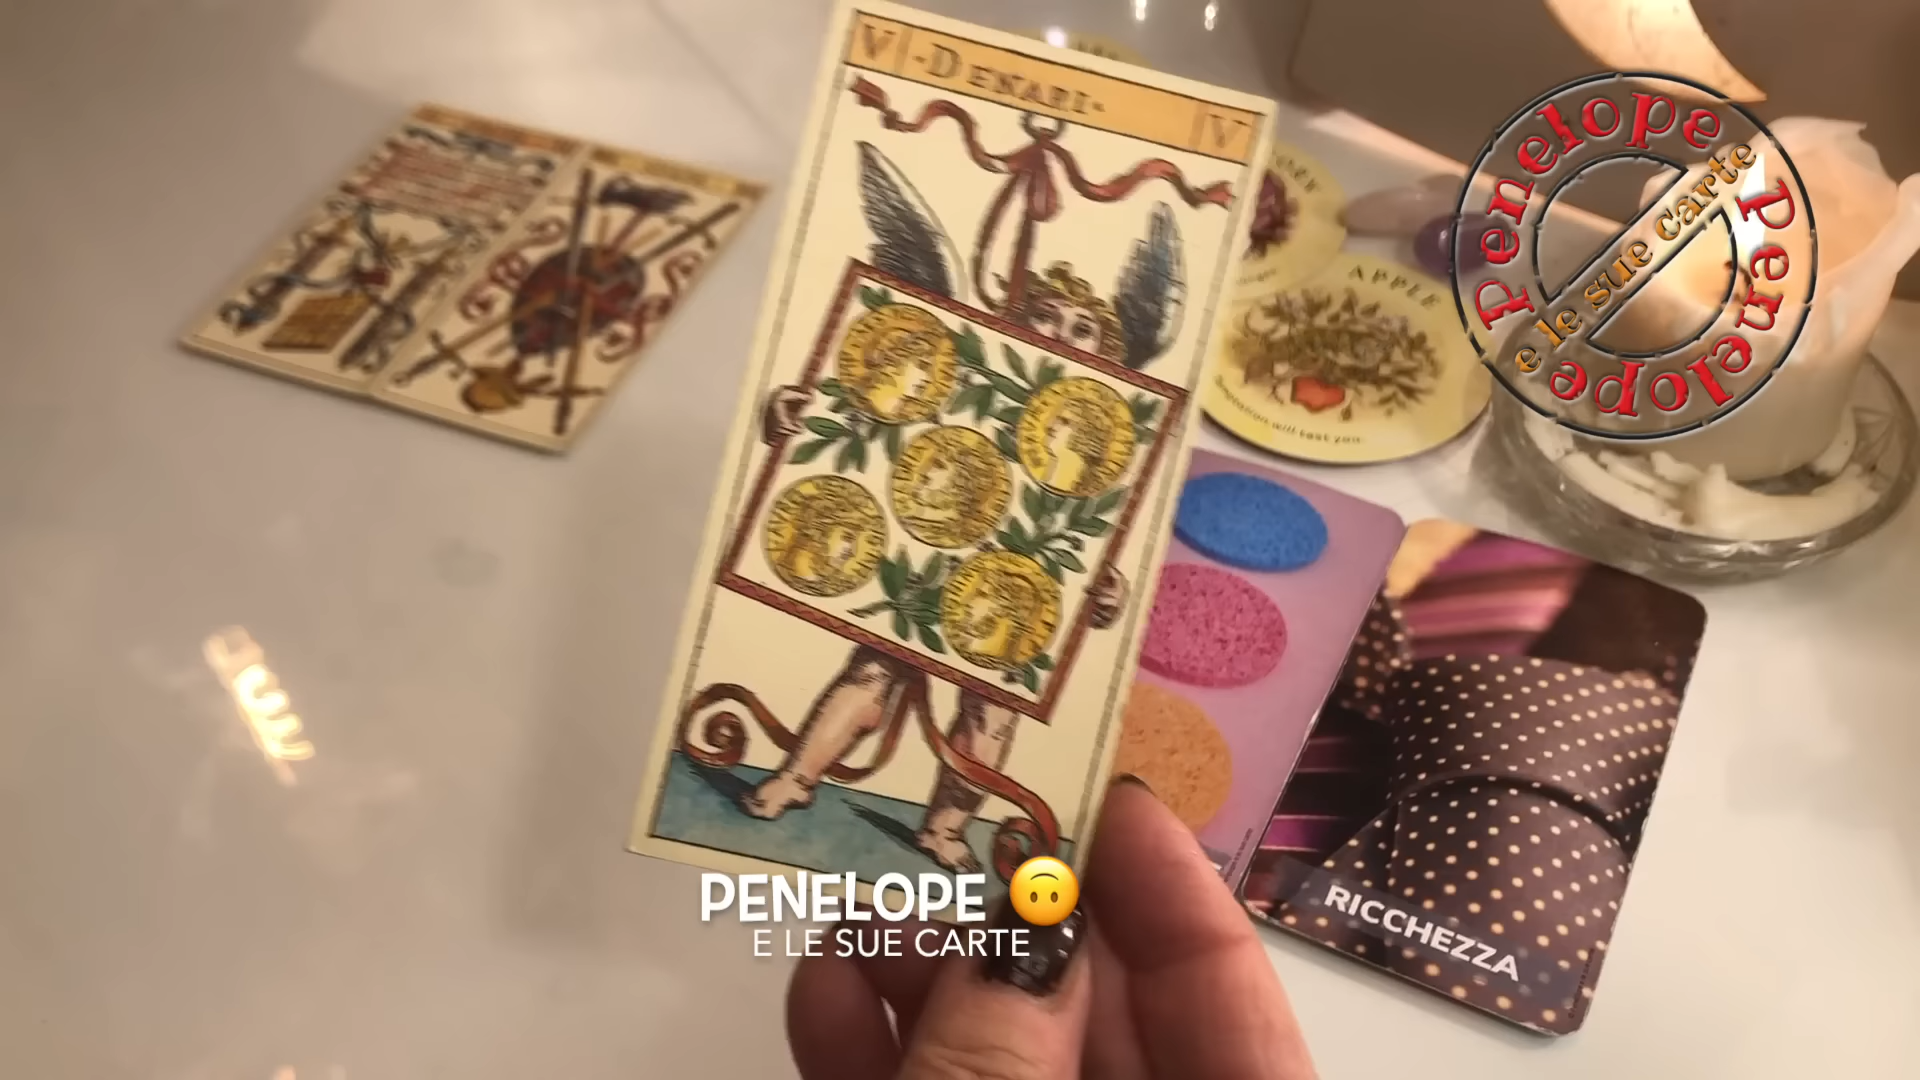 V -DENARI- V
APPLE
Temptation will test you.
RICCHEZZA
Penelope Penelope
e le sue carte
PENELOPE 🙃
E LE SUE CARTE